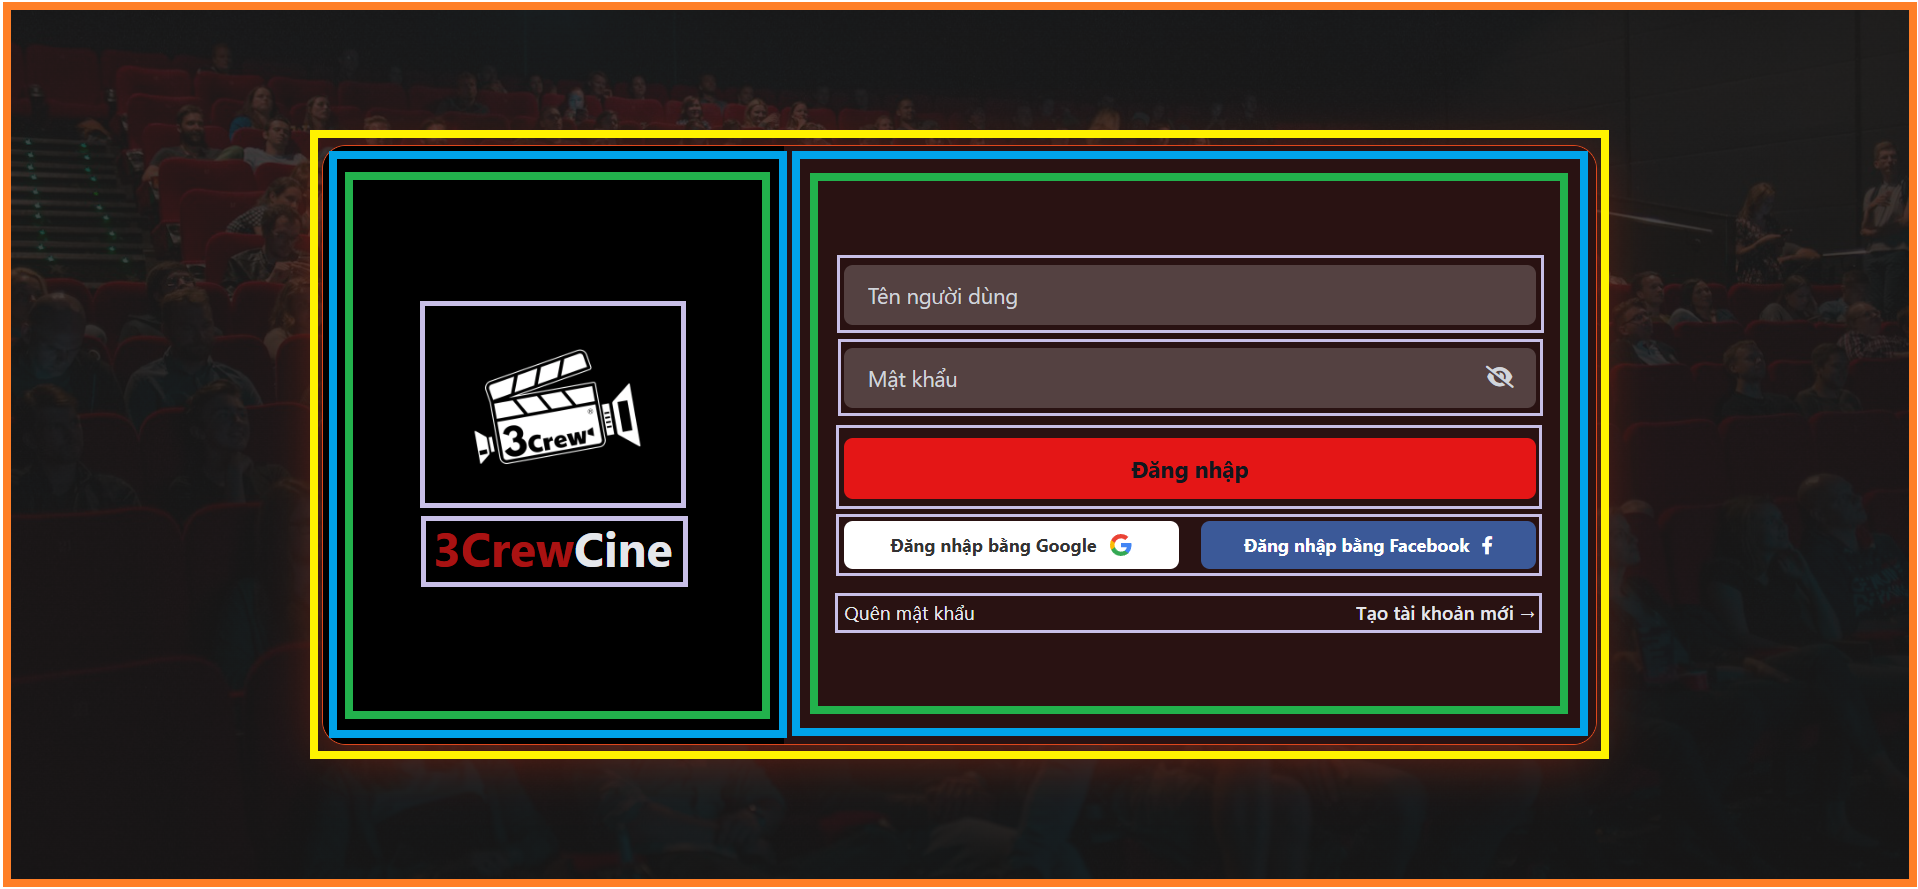 3Crew
®
3CrewCine
Tên người dùng
Mật khẩu
Đăng nhập
Đăng nhập bằng Google
Đăng nhập bằng Facebook
Quên mật khẩu
Tạo tài khoản mới →